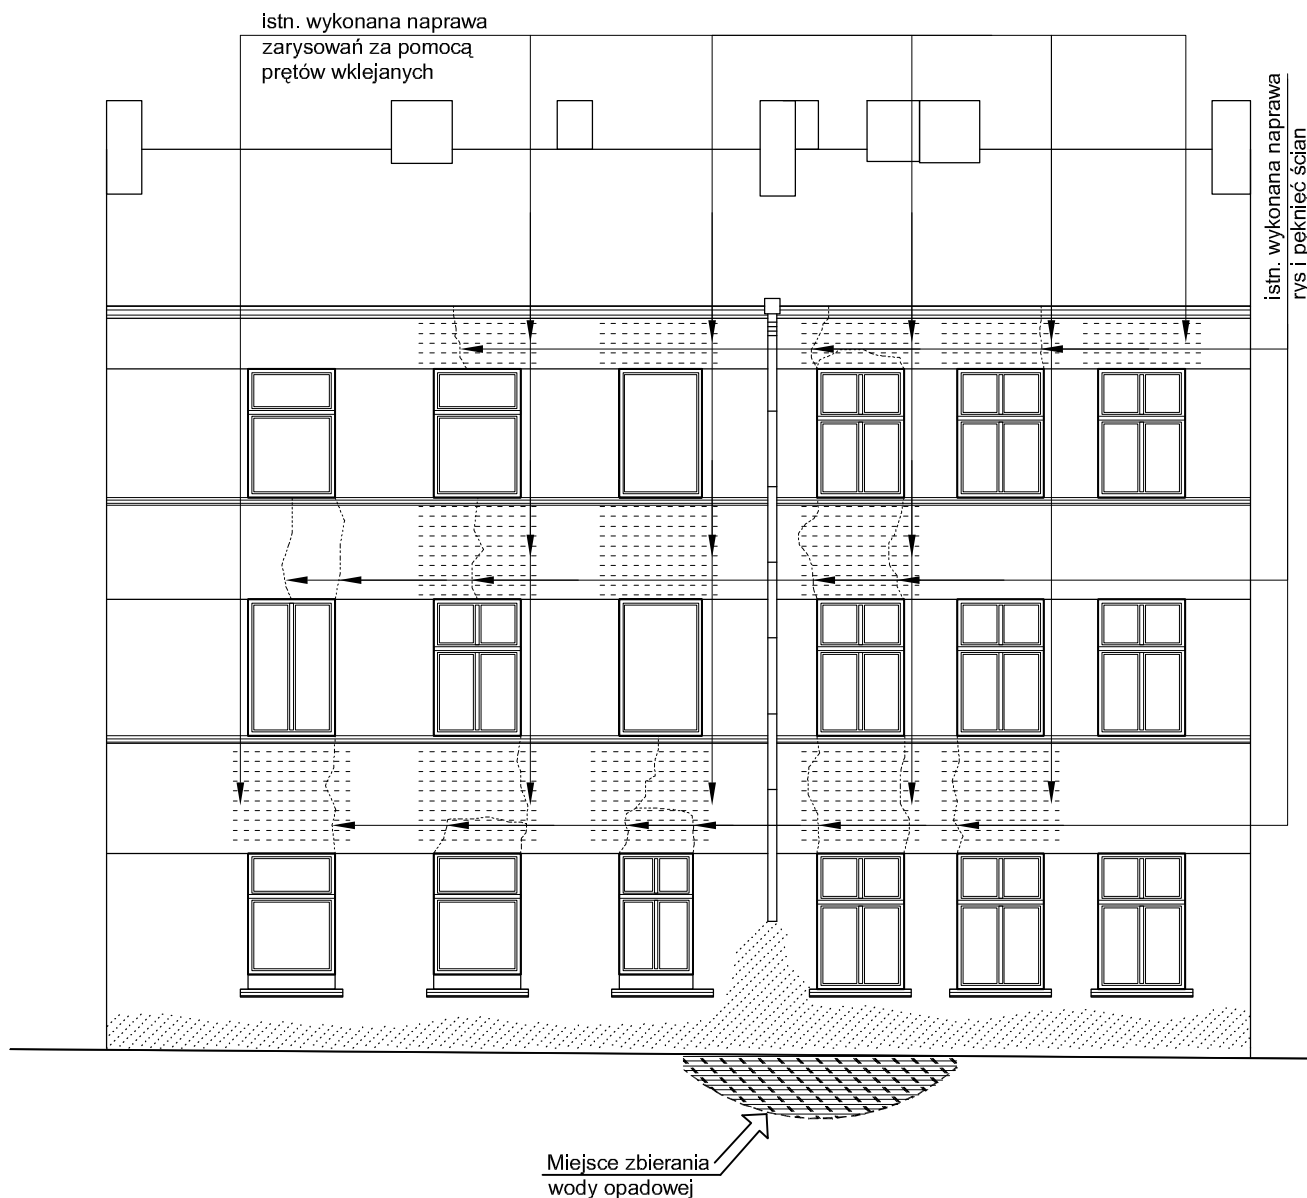 istn. wykonana naprawa
zarysowań za pomocą
prętów wklejanych
istn. wykonana naprawa
rys i pęknięć ścian
Miejsce zbierania
wody opadowej